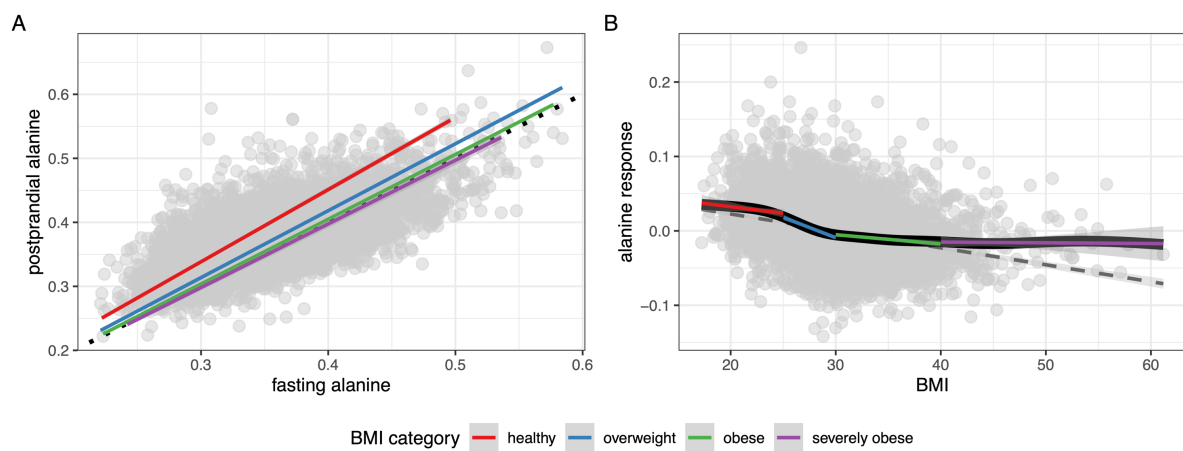 A
B
postprandial alanine
0.6
0.5
0.4
0.3
0.2
0.3
0.4
0.5
0.6
fasting alanine
alanine response
0.2
0.1
0.0
−0.1
20
30
40
50
60
BMI
BMI category healthy overweight obese severely obese